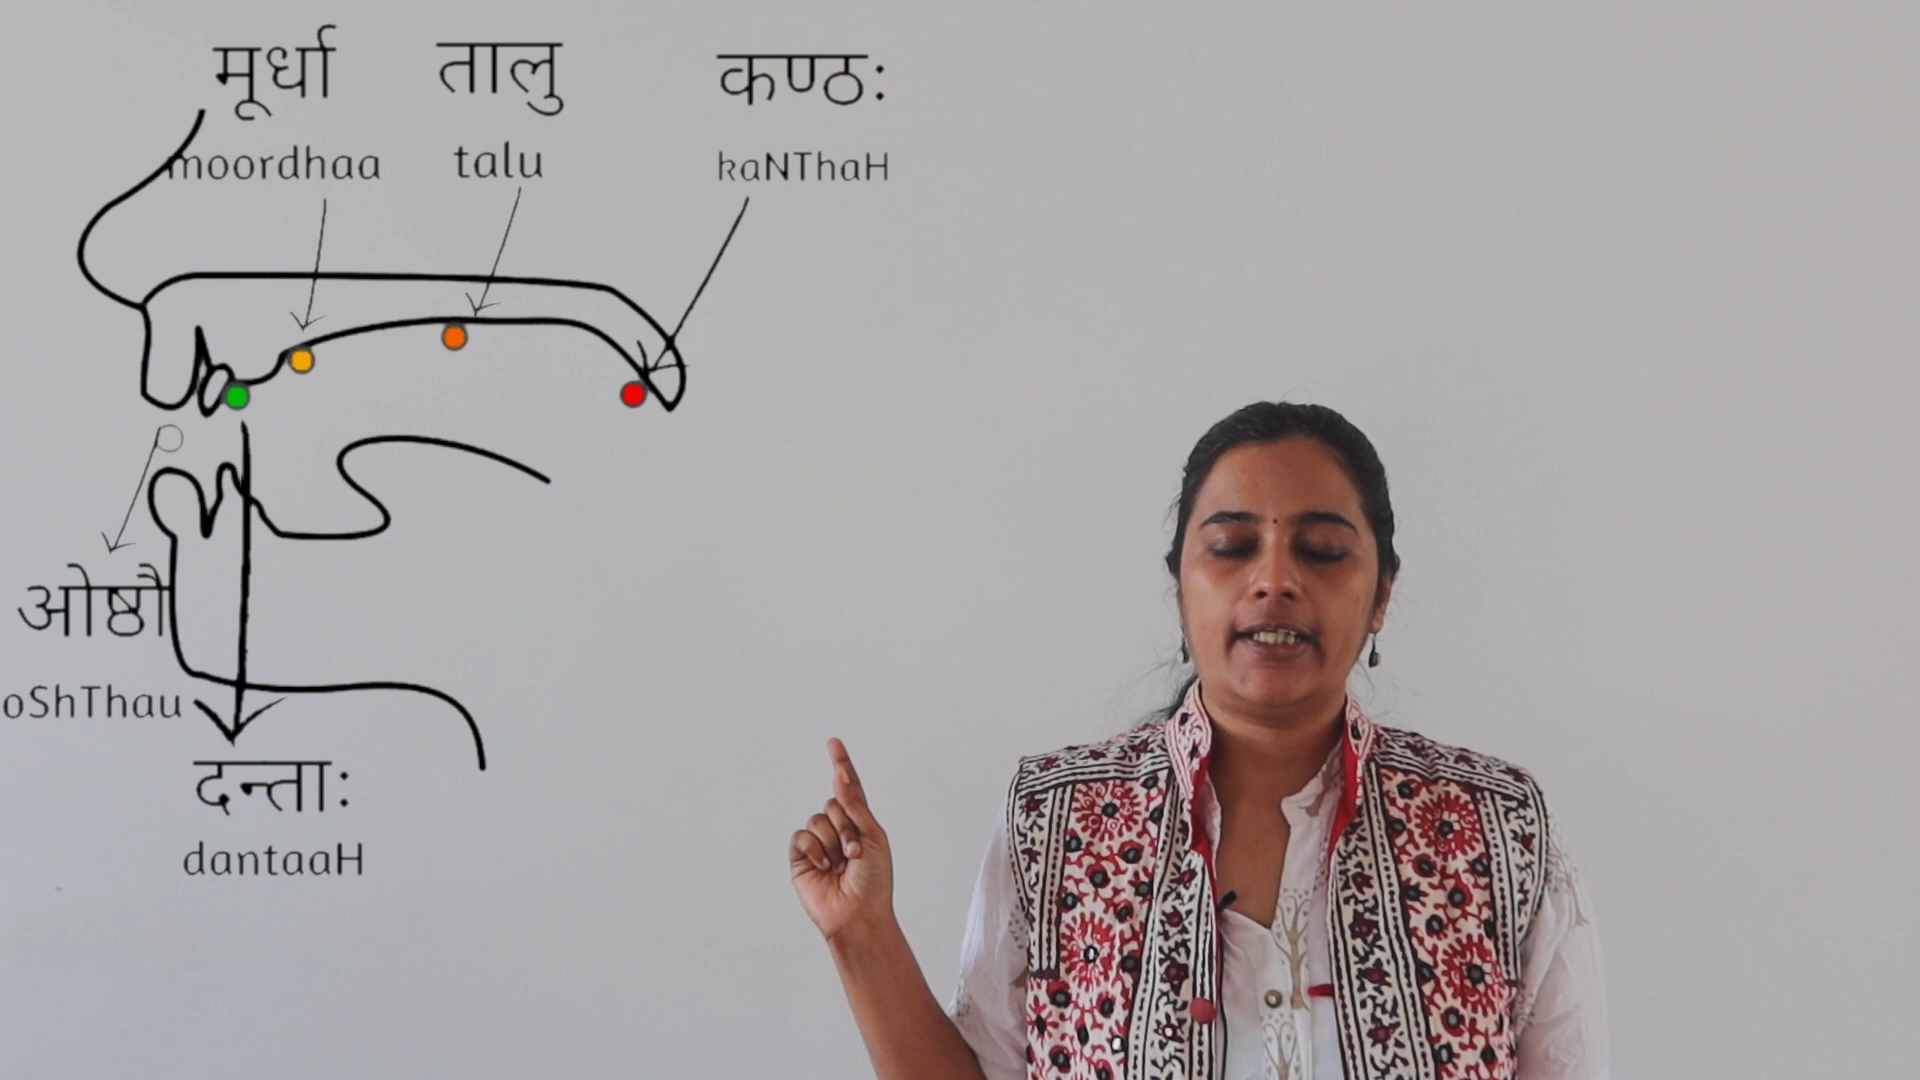 मूर्धा तालु कण्ठः
moordhaa talu kaNThaH
ओष्ठौ
oShThau
दन्ताः
dantaaH